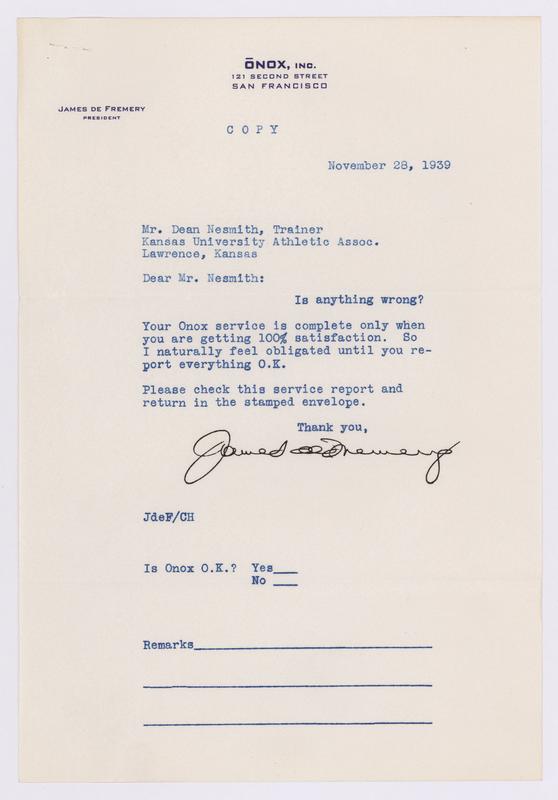 ŌNOX, INC.
121 SECOND STREET
SAN FRANCISCO
JAMES DE FREMERY
PRESIDENT
C O P Y
November 28, 1939
Mr. Dean Nesmith, Trainer
Kansas University Athletic Assoc.
Lawrence, Kansas
Dear Mr. Nesmith:
Is anything wrong?
Your Onox service is complete only when
you are getting 100% satisfaction. So
I naturally feel obligated until you re-
port everything O.K.
Please check this service report and
return in the stamped envelope.
Thank you,
James de Fremery
JdeF/CH
Is Onox O.K.? Yes___
No ___
Remarks___